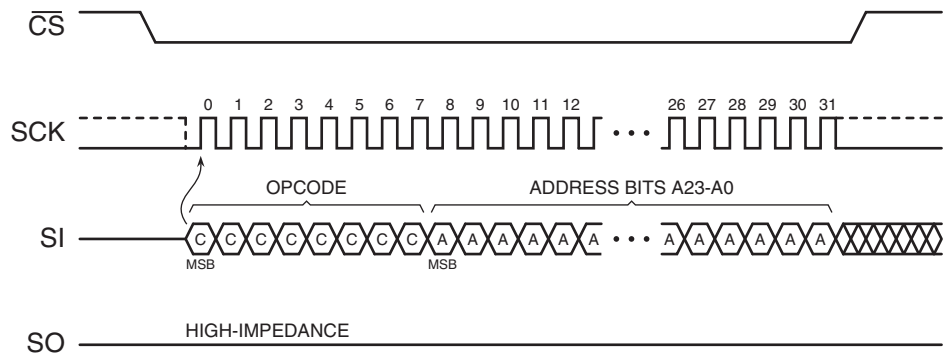 CS
0 1 2 3 4 5 6 7 8 9 10 11 12 26 27 28 29 30 31
SCK
OPCODE ADDRESS BITS A23-A0
SI C C C C C C C C A A A A A A A A A A A A
MSB MSB
HIGH-IMPEDANCE
SO